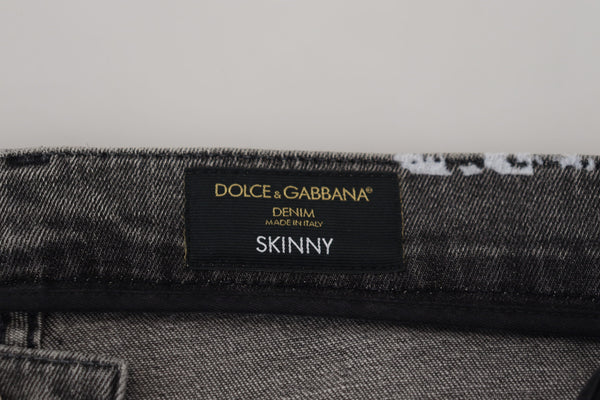 DOLCE & GABBANA®
DENIM
MADE IN ITALY
SKINNY